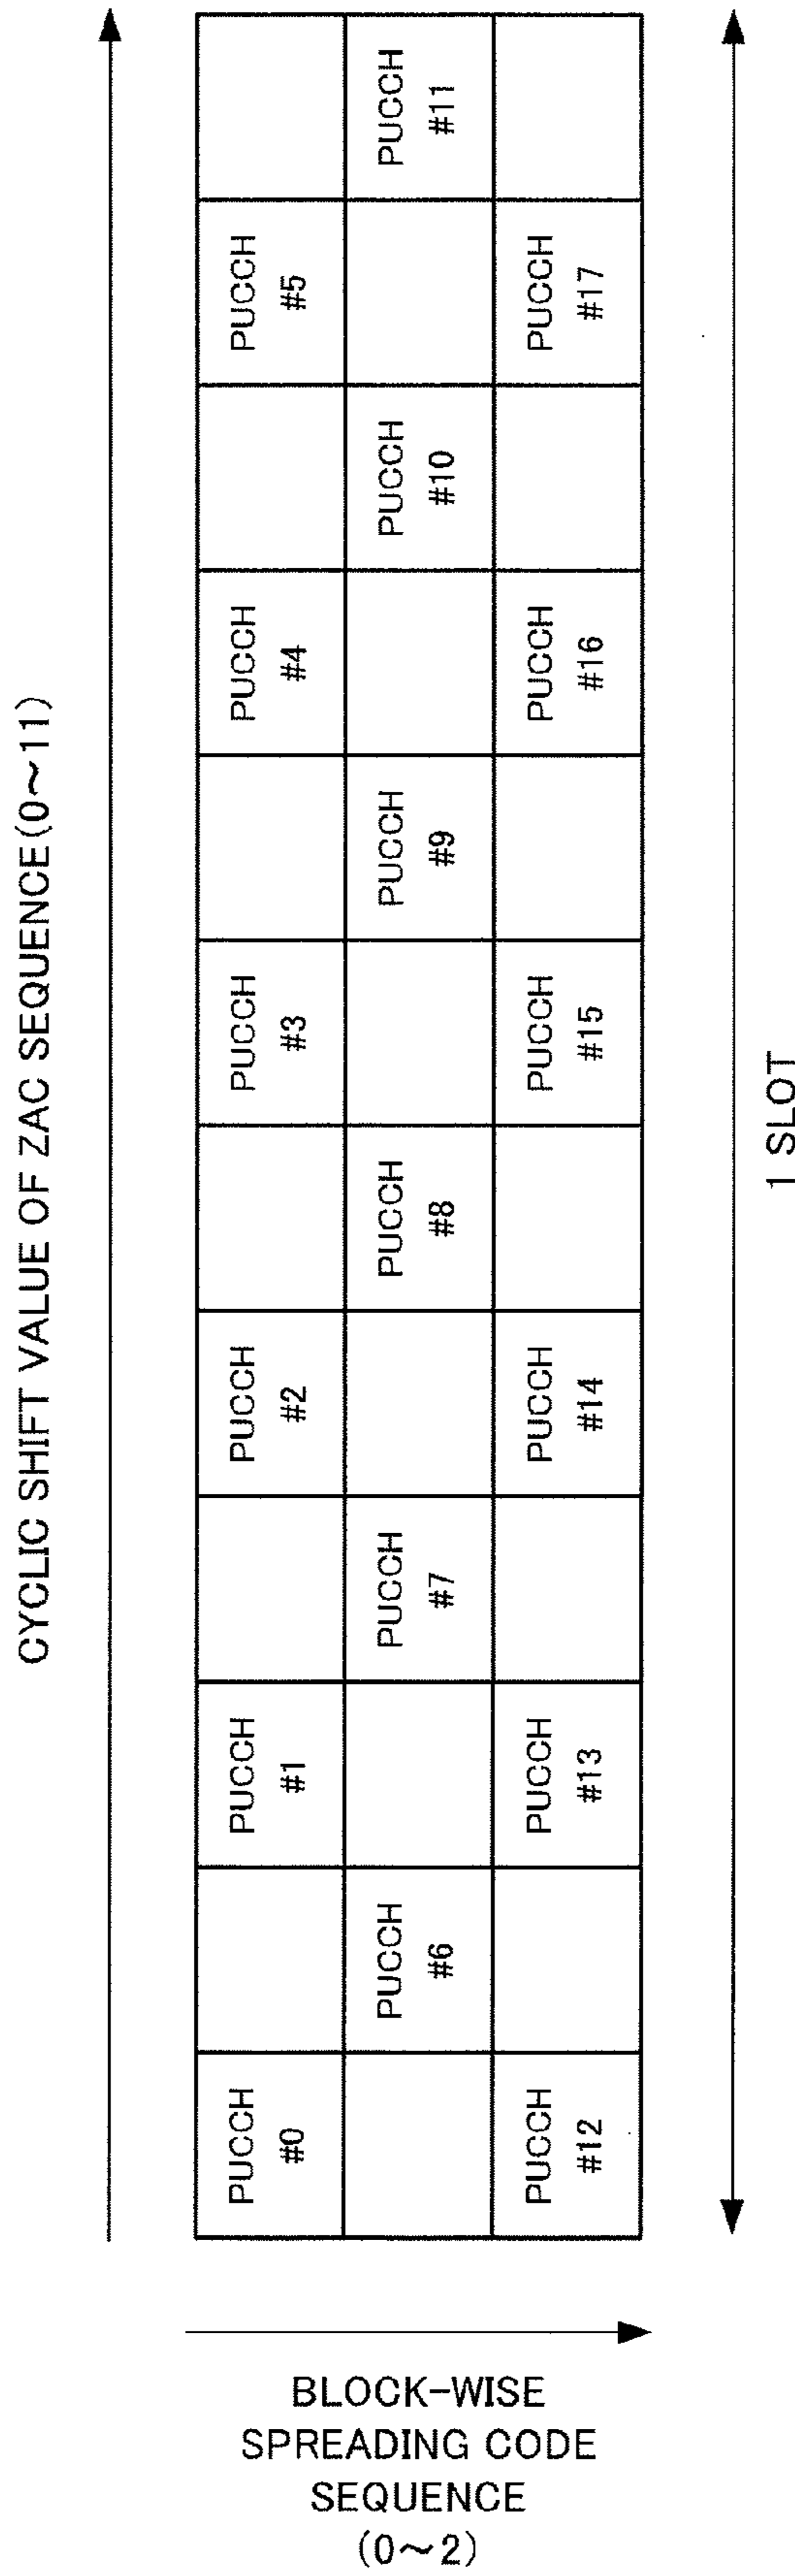 CYCLIC SHIFT VALUE OF ZAC SEQUENCE(0～11)
PUCCH
#0
PUCCH
#1
PUCCH
#2
PUCCH
#3
PUCCH
#4
PUCCH
#5
PUCCH
#6
PUCCH
#7
PUCCH
#8
PUCCH
#9
PUCCH
#10
PUCCH
#11
PUCCH
#12
PUCCH
#13
PUCCH
#14
PUCCH
#15
PUCCH
#16
PUCCH
#17
1 SLOT
BLOCK-WISE
SPREADING CODE
SEQUENCE
(0～2)